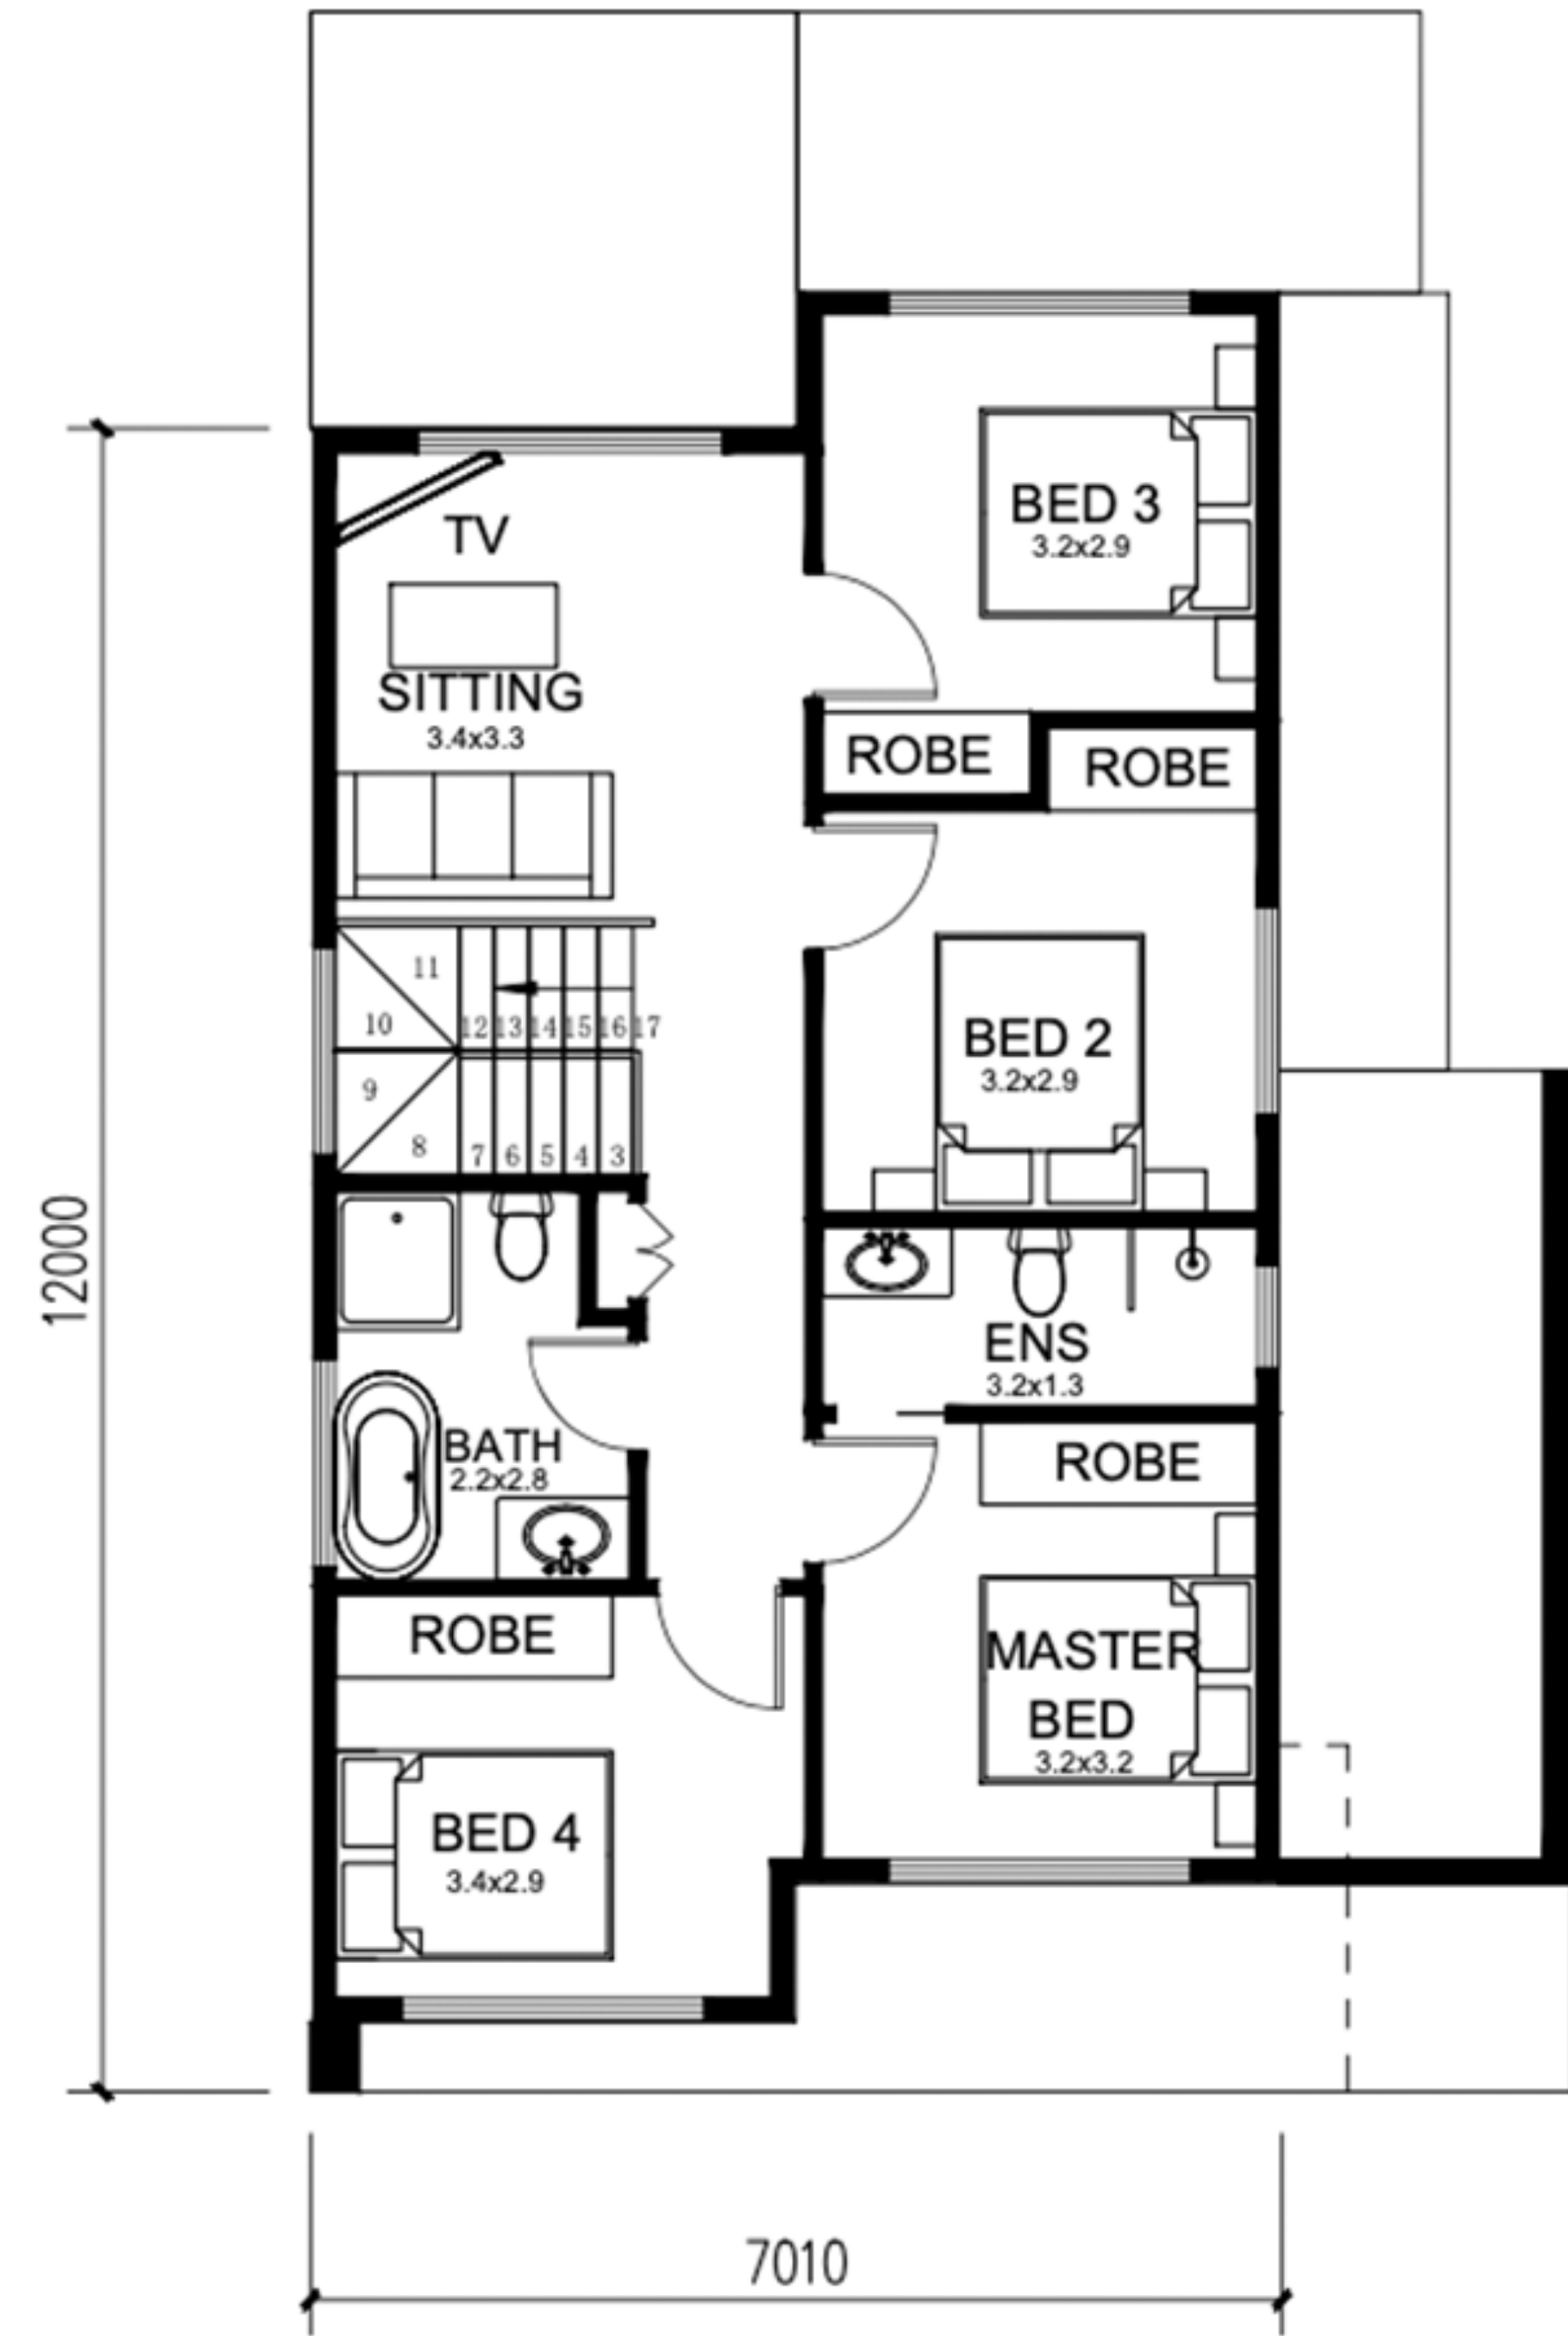 BED 3
3.2x2.9
TV
SITTING
3.4x3.3
ROBE
ROBE
11
10
12 13 14 15 16 17
9
8 7 6 5 4 3
BED 2
3.2x2.9
12000
ENS
3.2x1.3
BATH
2.2x2.8
ROBE
ROBE
MASTER
BED
3.2x3.2
BED 4
3.4x2.9
7010